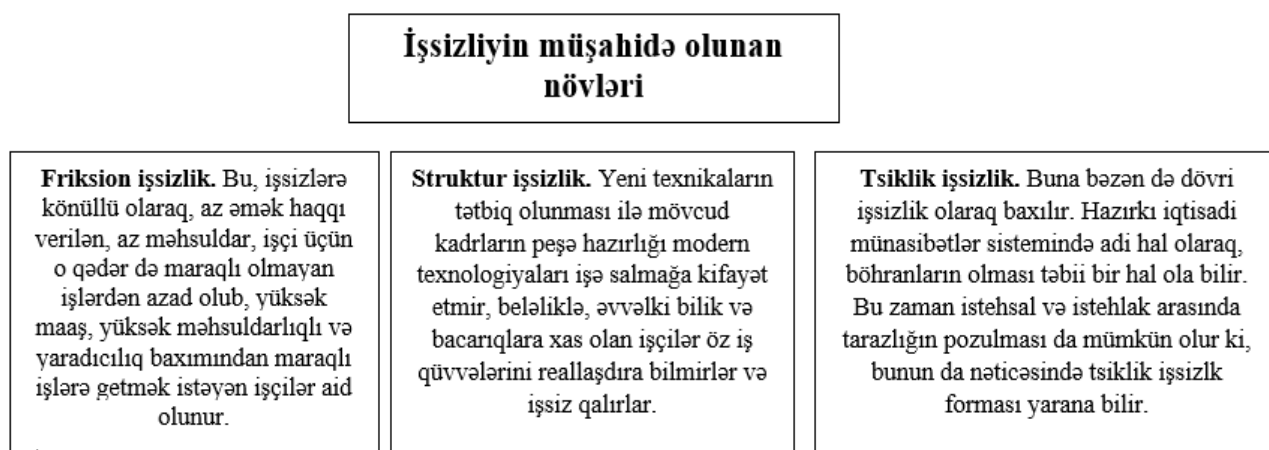 İşsizliyin müşahidə olunan
növləri
Friksion işsizlik. Bu, işsizlərə
könüllü olaraq, az əmək haqqı
verilən, az məhsuldar, işçi üçün
o qədər də maraqlı olmayan
işlərdən azad olub, yüksək
maaş, yüksək məhsuldarlıqlı və
yaradıcılıq baxımından maraqlı
işlərə getmək istəyən işçilər aid
olunur.
Struktur işsizlik. Yeni texnikaların
tətbiq olunması ilə mövcud
kadrların peşə hazırlığı modern
texnologiyaları işə salmağa kifayət
etmir, beləliklə, əvvəlki bilik və
bacarıqlara xas olan işçilər öz iş
qüvvələrini reallaşdıra bilmirlər və
işsiz qalırlar.
Tsiklik işsizlik. Buna bəzən də dövri
işsizlik olaraq baxılır. Hazırkı iqtisadi
münasibətlər sistemində adi hal olaraq,
böhranların olması təbii bir hal ola bilir.
Bu zaman istehsal və istehlak arasında
tarazlığın pozulması da mümkün olur ki,
bunun da nəticəsində tsiklik işsizlk
forması yarana bilir.